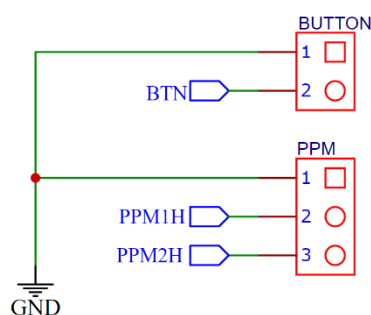 BUTTON
1
BTN 2
PPM
1
PPM1H 2
PPM2H 3
GND